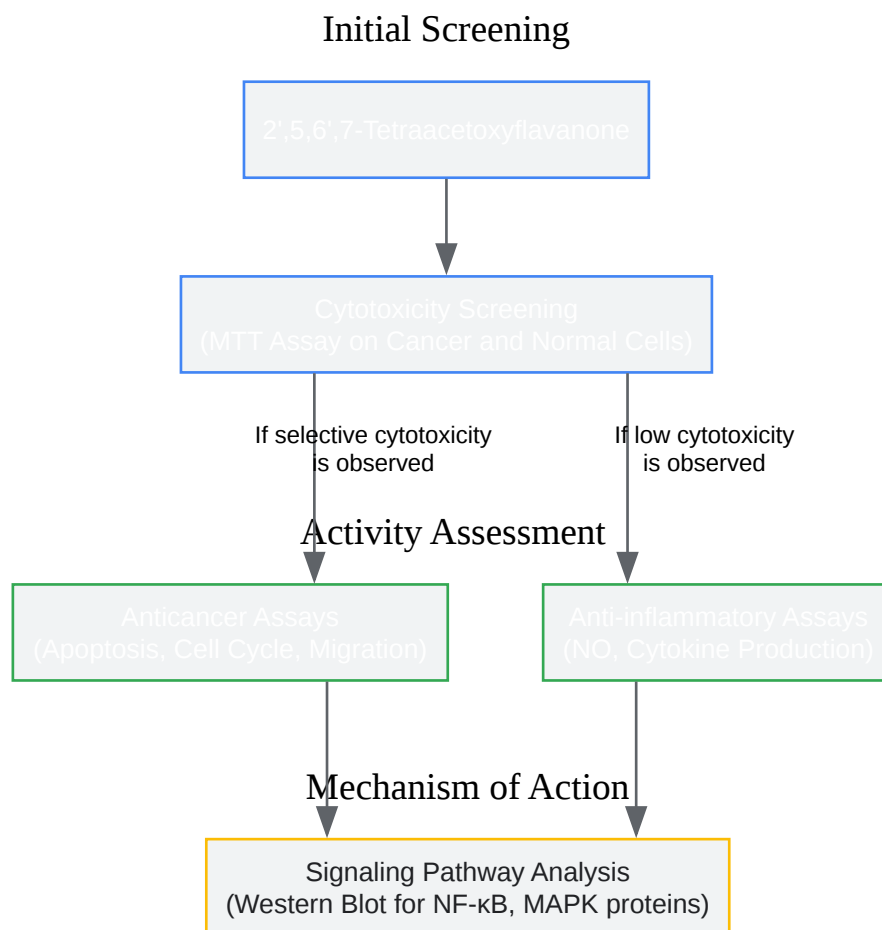 Initial Screening
2',5,6',7-Tetraacetoxyflavanone
Cytotoxicity Screening
(MTT Assay on Cancer and Normal Cells)
If selective cytotoxicity
is observed
If low cytotoxicity
is observed
Activity Assessment
Anticancer Assays
(Apoptosis, Cell Cycle, Migration)
Anti-inflammatory Assays
(NO, Cytokine Production)
Mechanism of Action
Signaling Pathway Analysis
(Western Blot for NF-κB, MAPK proteins)